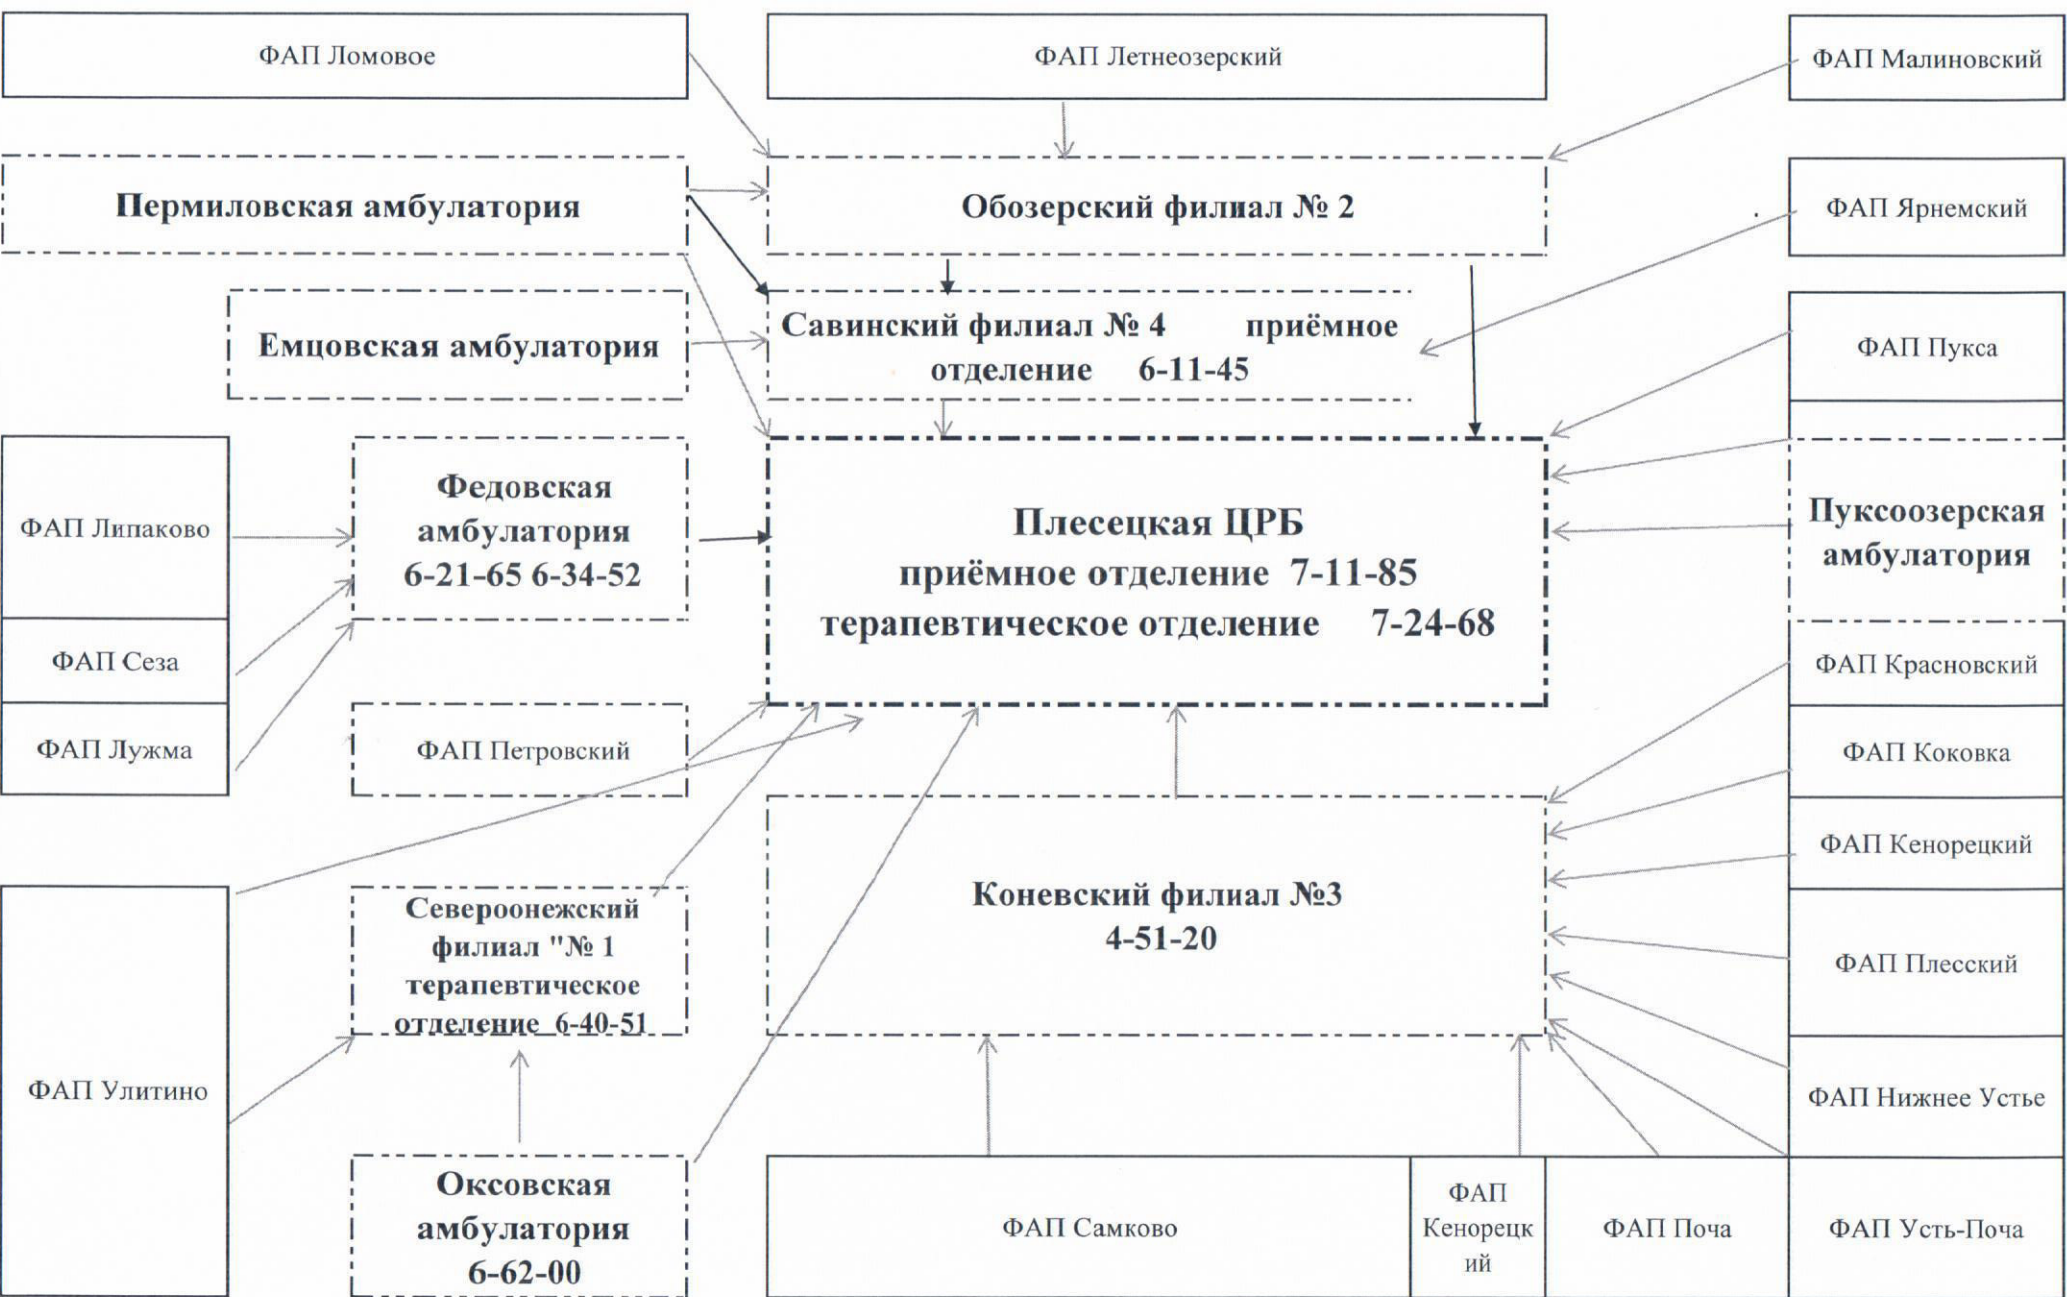 ФАП Ломовое
ФАП Летнеозерский
ФАП Малиновский
Пермиловская амбулатория
Обозерский филиал № 2
ФАП Ярнемский
Емцовская амбулатория
Савинский филиал № 4 приёмное
отделение 6-11-45
ФАП Пукса
ФАП Липаково
Федовская
амбулатория
6-21-65 6-34-52
Плесецкая ЦРБ
приёмное отделение 7-11-85
терапевтическое отделение 7-24-68
Пуксоозерская
амбулатория
ФАП Сеза
ФАП Красновский
ФАП Лужма
ФАП Петровский
ФАП Коковка
ФАП Кенорецкий
ФАП Улитино
Североонежский
филиал "№ 1
терапевтическое
отделение 6-40-51
Коневский филиал №3
4-51-20
ФАП Плесский
ФАП Нижнее Устье
Оксовская
амбулатория
6-62-00
ФАП Самково
ФАП
Кенорецк
ий
ФАП Поча
ФАП Усть-Поча